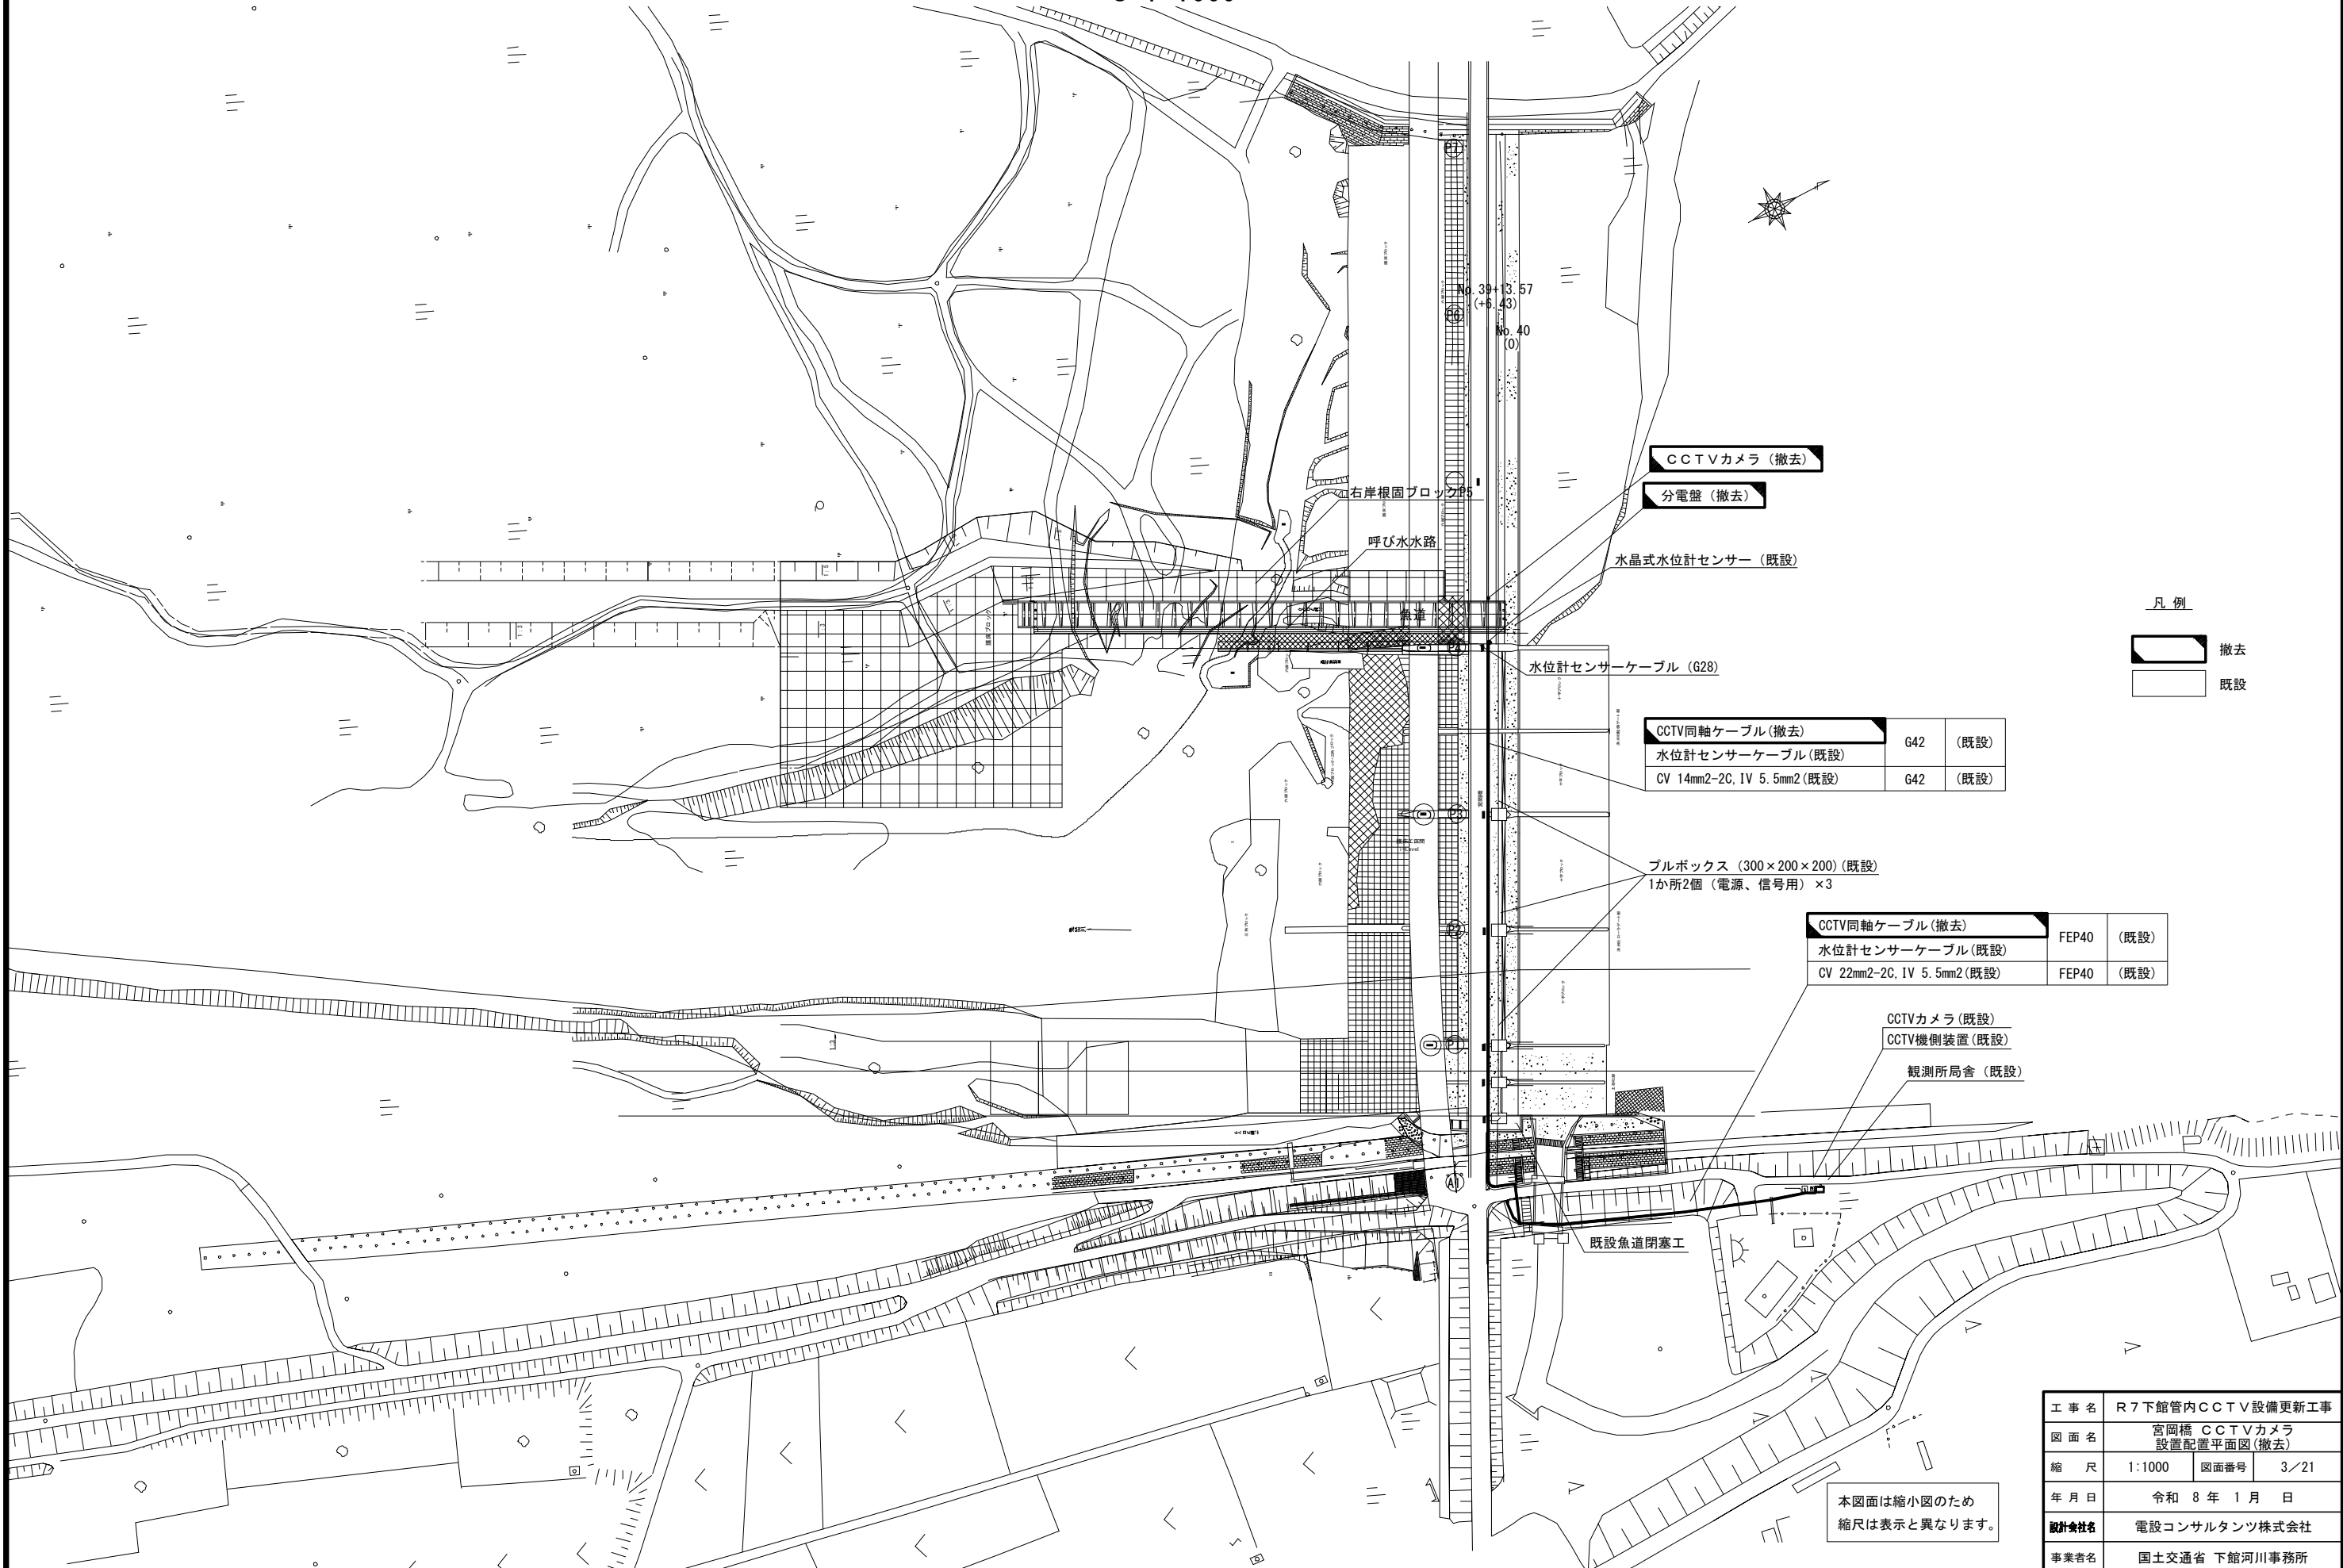 P7
No.39+13.57
(+6.43)
P6
No.40
(0)
CCTVカメラ（撤去）
分電盤（撤去）
右岸根固ブロックP5
呼び水水路
水晶式水位計センサー（既設）
魚道
P4
水位計センサーケーブル（G28）
凡 例
撤去
既設
CCTV同軸ケーブル(撤去) G42 (既設)
水位計センサーケーブル(既設)
CV 14mm2-2C, IV 5.5mm2(既設) G42 (既設)
P3
プルボックス（300×200×200）(既設)
1か所2個（電源、信号用）×3
P2
CCTV同軸ケーブル(撤去) FEP40 (既設)
水位計センサーケーブル(既設)
CV 22mm2-2C, IV 5.5mm2(既設) FEP40 (既設)
CCTVカメラ(既設)
CCTV機側装置(既設)
観測所局舎（既設）
P1
A1
既設魚道閉塞工
本図面は縮小図のため
縮尺は表示と異なります。
工 事 名 R7下館管内CCTV設備更新工事
図 面 名 宮岡橋 CCTVカメラ
設置配置平面図(撤去)
縮 尺 1:1000 図面番号 3／21
年 月 日 令和 8 年 1 月 日
設計会社名 電設コンサルタンツ株式会社
事業者名 国土交通省 下館河川事務所